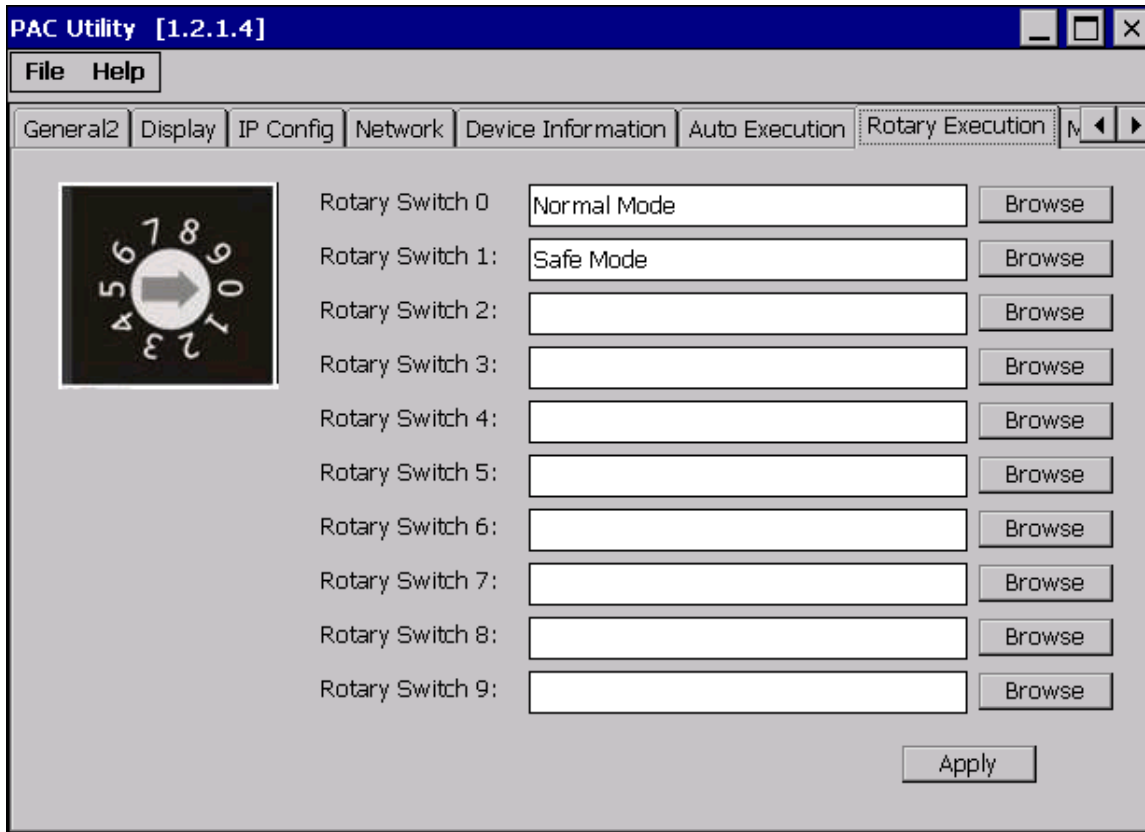 PAC Utility [1.2.1.4]
File Help
General2 Display IP Config Network Device Information Auto Execution Rotary Execution
7 8 9 0 1 2 3 4 5 6
Rotary Switch 0 Normal Mode Browse
Rotary Switch 1: Safe Mode Browse
Rotary Switch 2: Browse
Rotary Switch 3: Browse
Rotary Switch 4: Browse
Rotary Switch 5: Browse
Rotary Switch 6: Browse
Rotary Switch 7: Browse
Rotary Switch 8: Browse
Rotary Switch 9: Browse
Apply